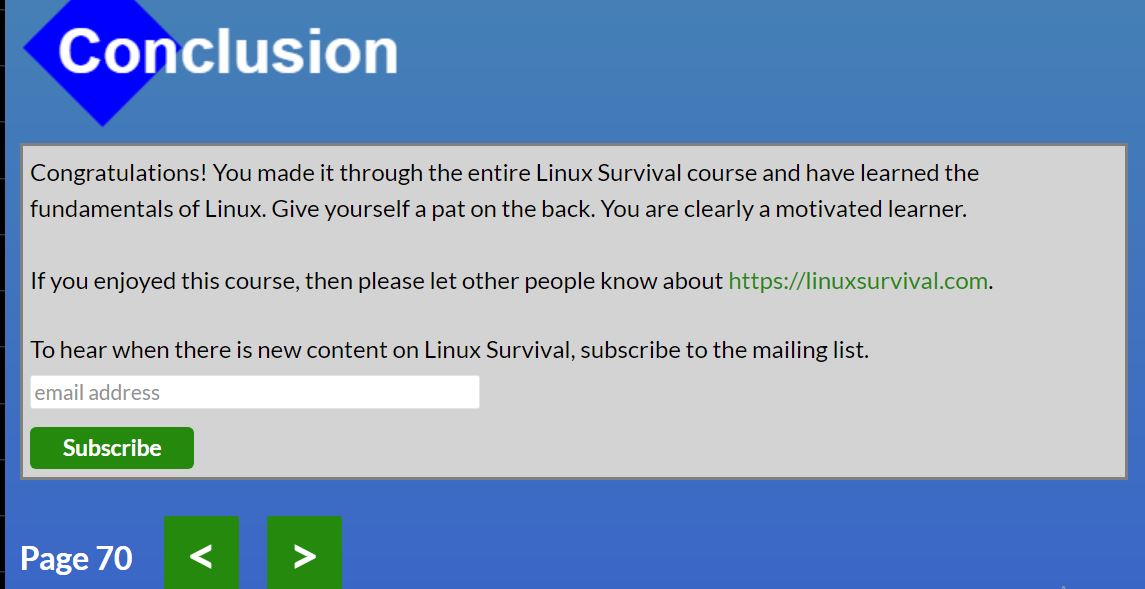 Conclusion
Congratulations! You made it through the entire Linux Survival course and have learned the
fundamentals of Linux. Give yourself a pat on the back. You are clearly a motivated learner.
If you enjoyed this course, then please let other people know about https://linuxsurvival.com.
To hear when there is new content on Linux Survival, subscribe to the mailing list.
email address
Subscribe
Page 70 < >